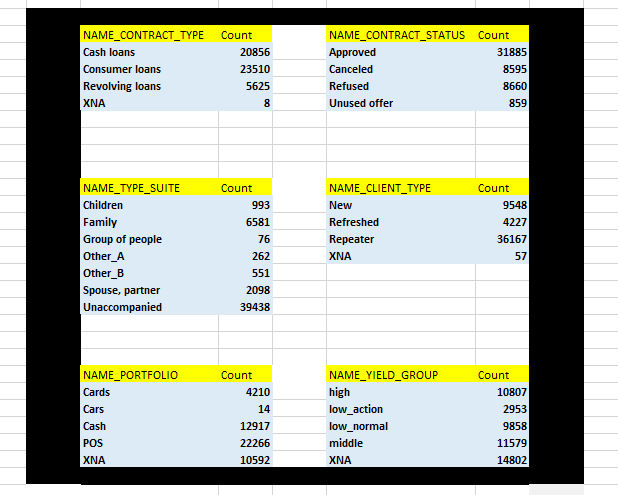 NAME_CONTRACT_TYPE Count
Cash loans 20856
Consumer loans 23510
Revolving loans 5625
XNA 8
NAME_CONTRACT_STATUS Count
Approved 31885
Canceled 8595
Refused 8660
Unused offer 859
NAME_TYPE_SUITE Count
Children 993
Family 6581
Group of people 76
Other_A 262
Other_B 551
Spouse, partner 2098
Unaccompanied 39438
NAME_CLIENT_TYPE Count
New 9548
Refreshed 4227
Repeater 36167
XNA 57
NAME_PORTFOLIO Count
Cards 4210
Cars 14
Cash 12917
POS 22266
XNA 10592
NAME_YIELD_GROUP Count
high 10807
low_action 2953
low_normal 9858
middle 11579
XNA 14802